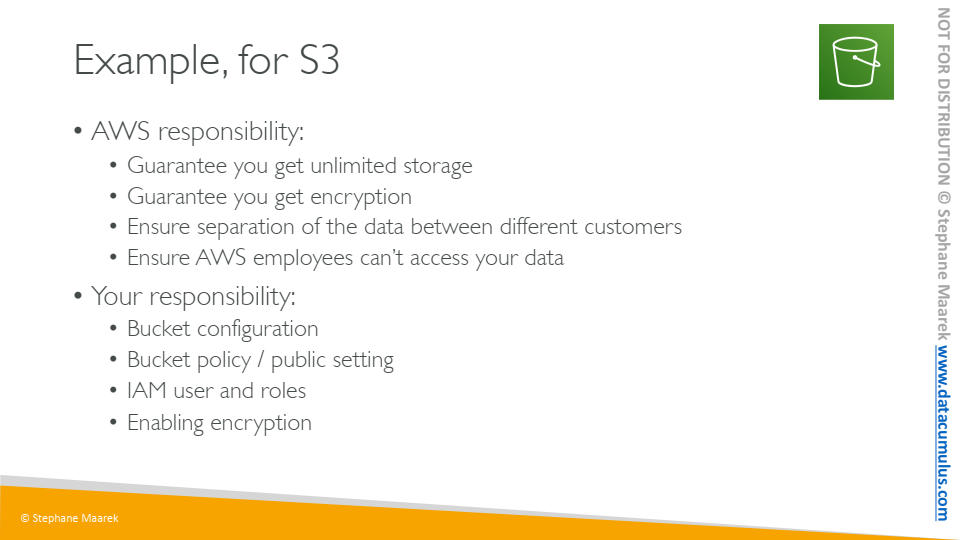 Example, for S3
• AWS responsibility:
• Guarantee you get unlimited storage
• Guarantee you get encryption
• Ensure separation of the data between different customers
• Ensure AWS employees can’t access your data
• Your responsibility:
• Bucket configuration
• Bucket policy / public setting
• IAM user and roles
• Enabling encryption
© Stephane Maarek
NOT FOR DISTRIBUTION © Stephane Maarek www.datacumulus.com